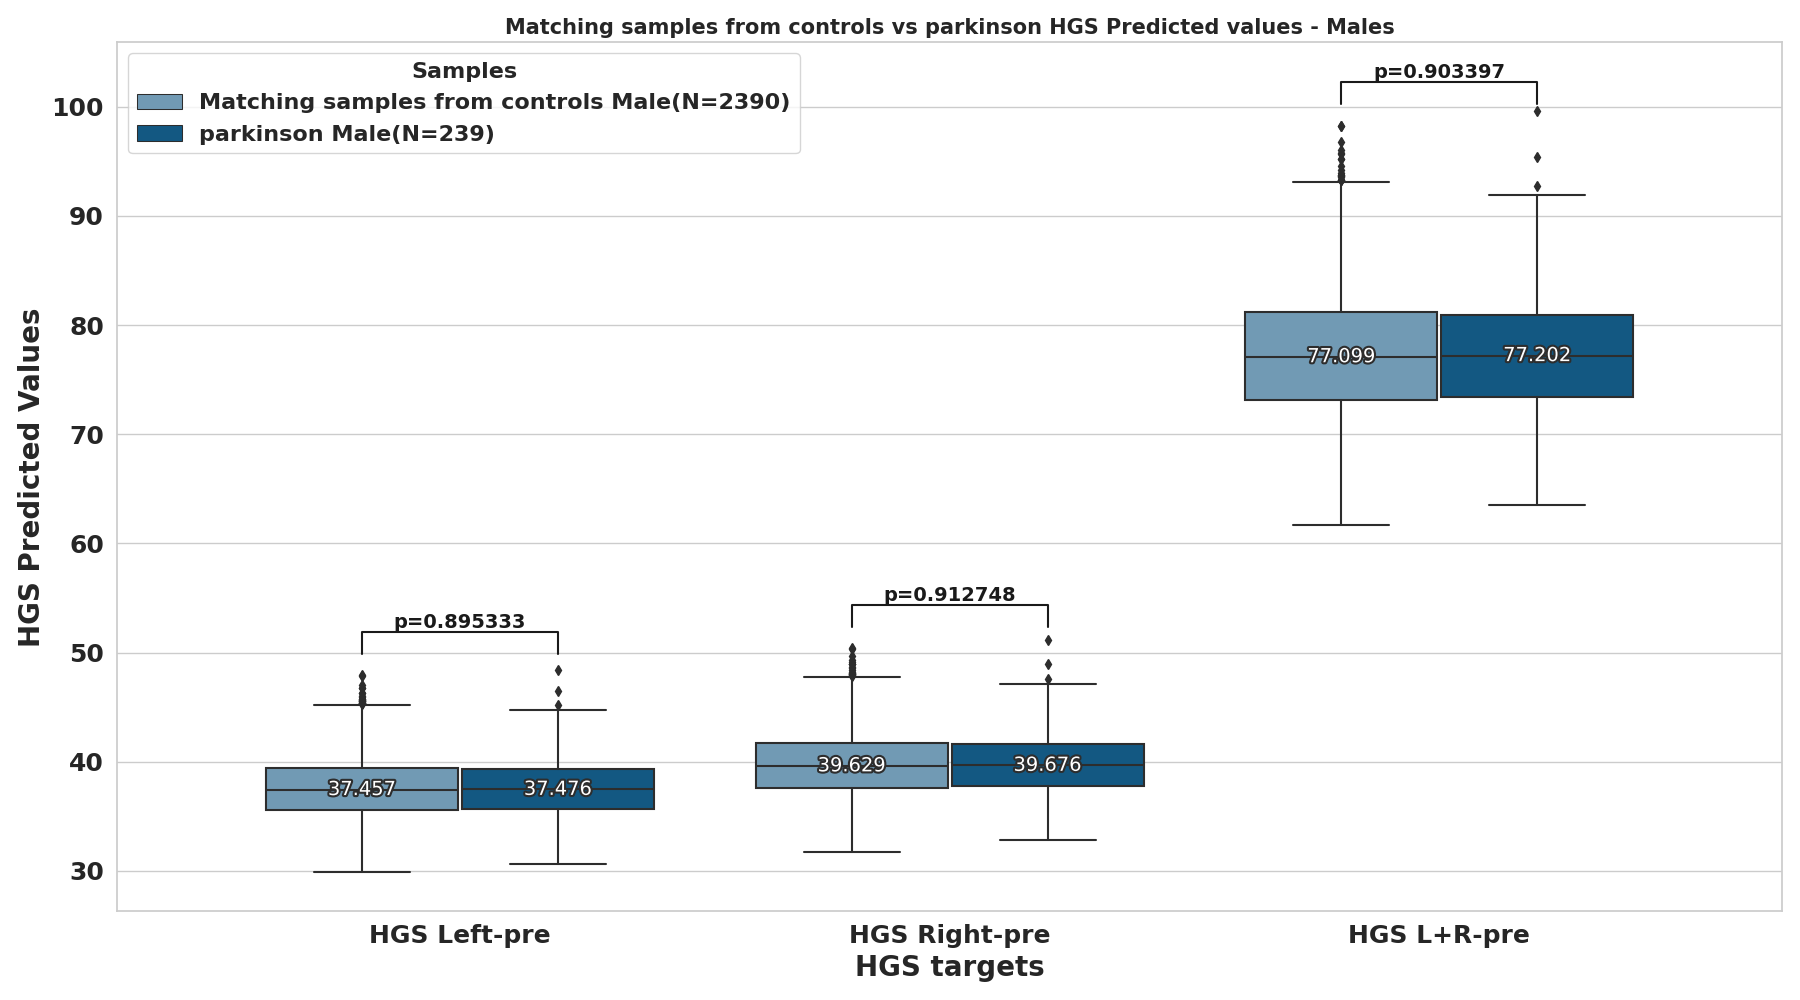 Matching samples from controls vs parkinson HGS Predicted values - Males
Samples
Matching samples from controls Male(N=2390)
parkinson Male(N=239)
HGS Predicted Values
100
90
80
70
60
50
40
30
p=0.903397
77.099
77.202
p=0.912748
39.629
39.676
p=0.895333
37.457
37.476
HGS Left-pre
HGS Right-pre
HGS L+R-pre
HGS targets